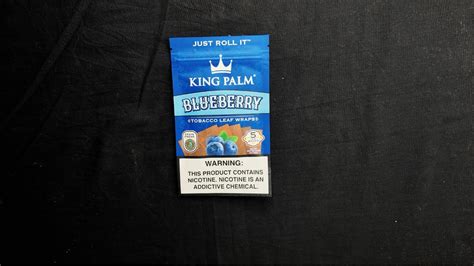 JUST ROLL IT™
KING PALM®
BLUEBERRY
TOBACCO LEAF WRAPS
5
WARNING:
THIS PRODUCT CONTAINS
NICOTINE. NICOTINE IS AN
ADDICTIVE CHEMICAL.